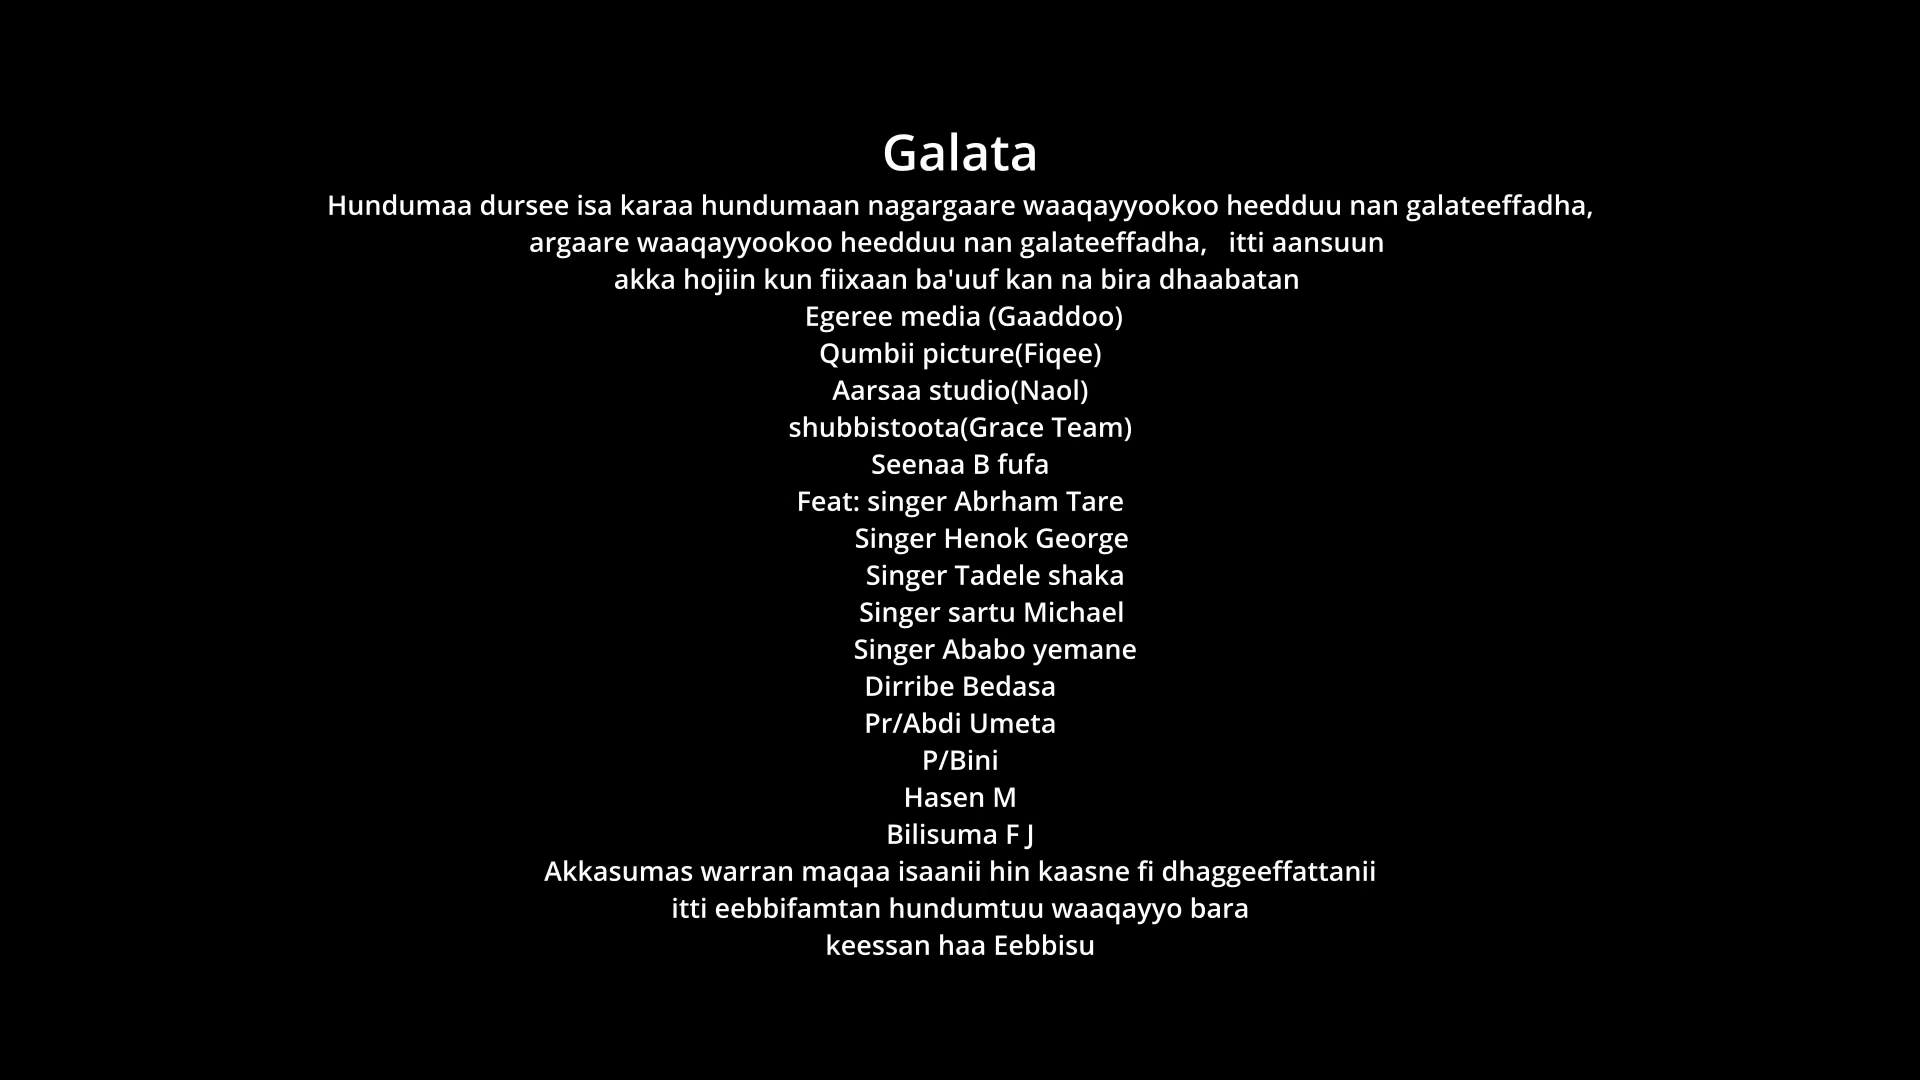 Galata
Hundumaa dursee isa karaa hundumaan nagargaare waaqayyookoo heedduu nan galateeffadha,
argaare waaqayyookoo heedduu nan galateeffadha, itti aansuun
akka hojiin kun fiixaan ba'uuf kan na bira dhaabatan
Egeree media (Gaaddoo)
Qumbii picture(Fiqee)
Aarsaa studio(Naol)
shubbistoota(Grace Team)
Seenaa B fufa
Feat: singer Abrham Tare
Singer Henok George
Singer Tadele shaka
Singer sartu Michael
Singer Ababo yemane
Dirribe Bedasa
Pr/Abdi Umeta
P/Bini
Hasen M
Bilisuma F J
Akkasumas warran maqaa isaanii hin kaasne fi dhaggeeffattanii
itti eebbifamtan hundumtuu waaqayyo bara
keessan haa Eebbisu